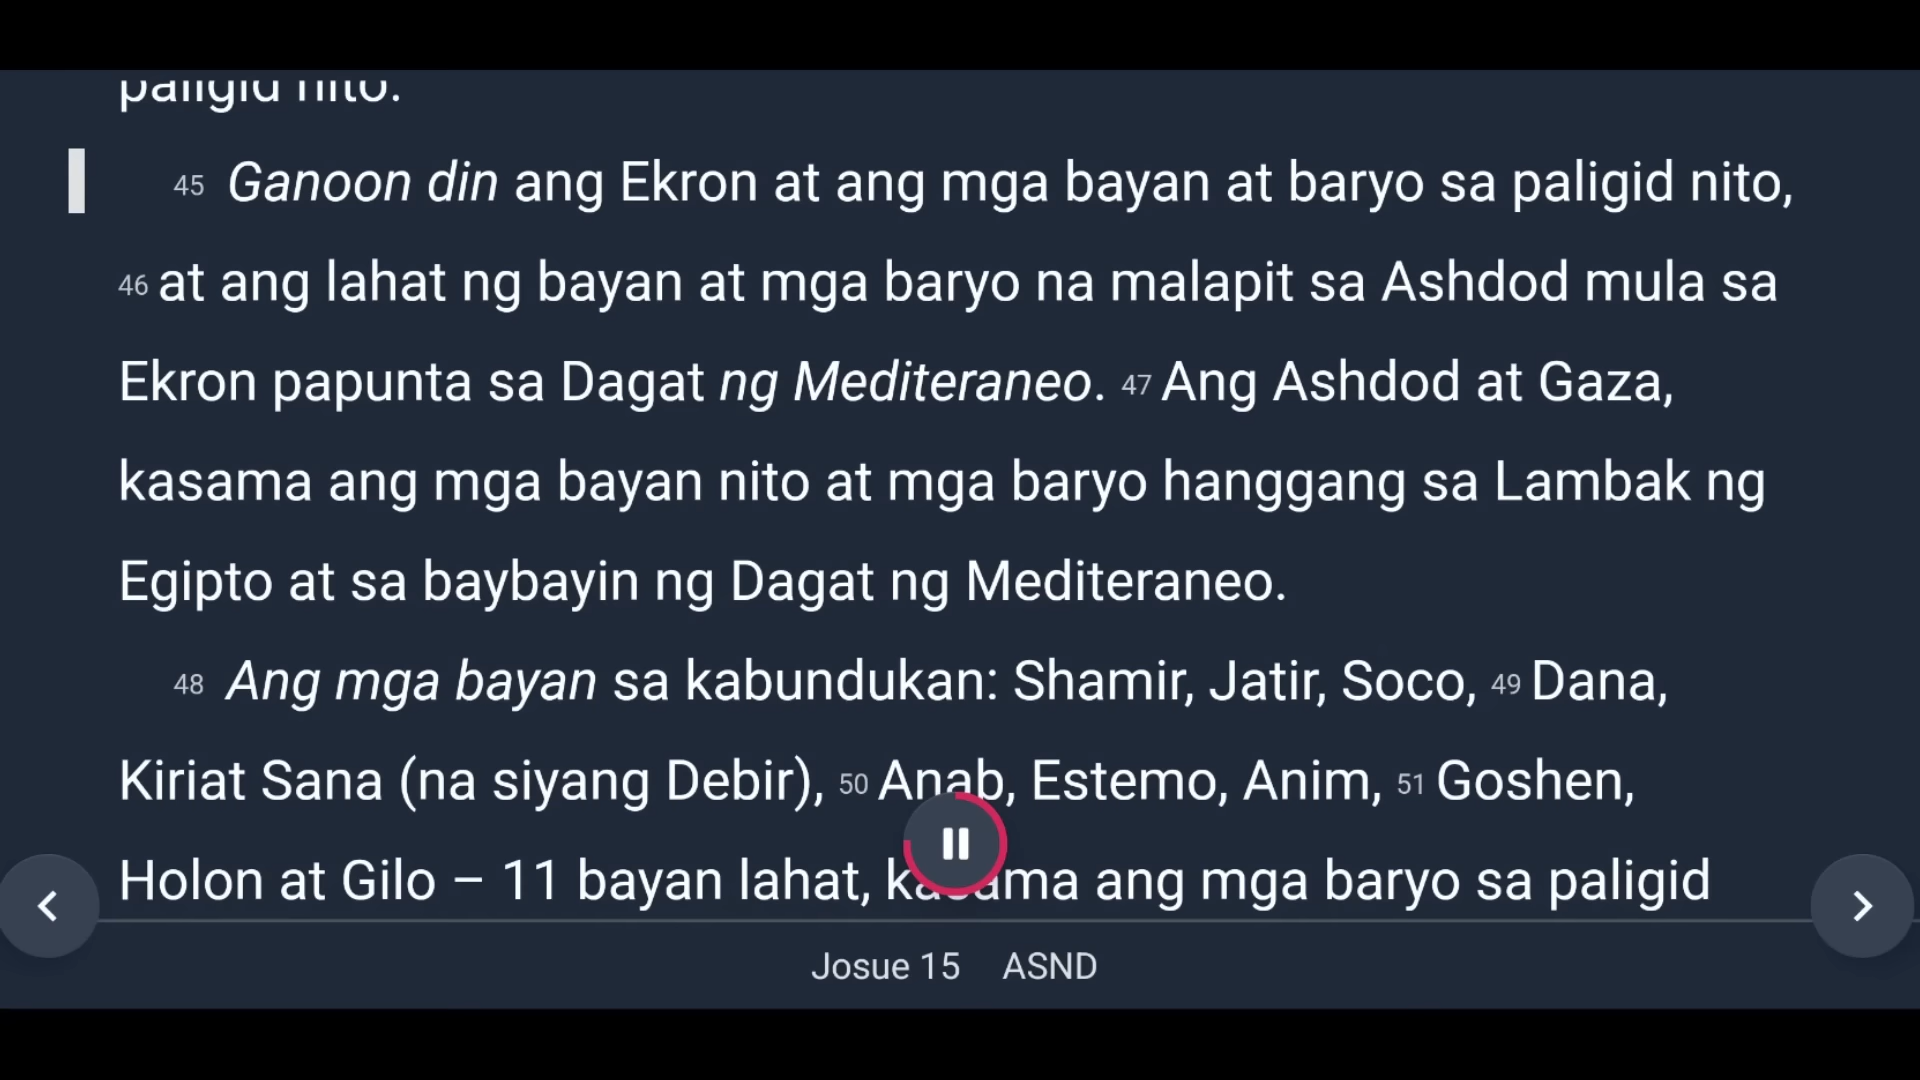 paligid nito.
45 Ganoon din ang Ekron at ang mga bayan at baryo sa paligid nito,
46 at ang lahat ng bayan at mga baryo na malapit sa Ashdod mula sa
Ekron papunta sa Dagat ng Mediteraneo. 47 Ang Ashdod at Gaza,
kasama ang mga bayan nito at mga baryo hanggang sa Lambak ng
Egipto at sa baybayin ng Dagat ng Mediteraneo.
48 Ang mga bayan sa kabundukan: Shamir, Jatir, Soco, 49 Dana,
Kiriat Sana (na siyang Debir), 50 Anab, Estemo, Anim, 51 Goshen,
Holon at Gilo – 11 bayan lahat, kasama ang mga baryo sa paligid
Josue 15 ASND